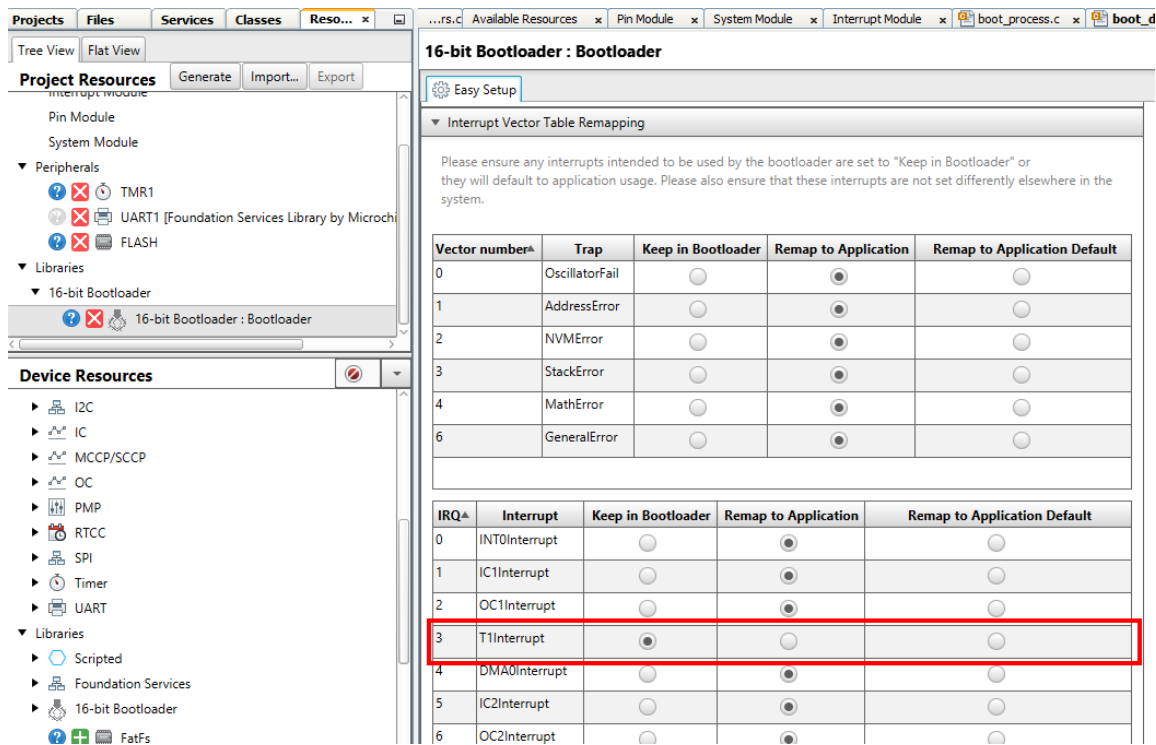 Projects Files Services Classes Reso... x
...rs.c Available Resources x Pin Module x System Module x Interrupt Module x boot_process.c x boot_d
Tree View Flat View
Project Resources Generate Import... Export
Interrupt Module
Pin Module
System Module
Peripherals
TMR1
UART1 [Foundation Services Library by Microchi
FLASH
Libraries
16-bit Bootloader
16-bit Bootloader : Bootloader
Device Resources
I2C
IC
MCCP/SCCP
OC
PMP
RTCC
SPI
Timer
UART
Libraries
Scripted
Foundation Services
16-bit Bootloader
FatFs
16-bit Bootloader : Bootloader
Easy Setup
Interrupt Vector Table Remapping
Please ensure any interrupts intended to be used by the bootloader are set to "Keep in Bootloader" or
they will default to application usage. Please also ensure that these interrupts are not set differently elsewhere in the
system.
Vector number Trap Keep in Bootloader Remap to Application Remap to Application Default
0 OscillatorFail
1 AddressError
2 NVMError
3 StackError
4 MathError
6 GeneralError
IRQ Interrupt Keep in Bootloader Remap to Application Remap to Application Default
0 INT0Interrupt
1 IC1Interrupt
2 OC1Interrupt
3 T1Interrupt
4 DMA0Interrupt
5 IC2Interrupt
6 OC2Interrupt